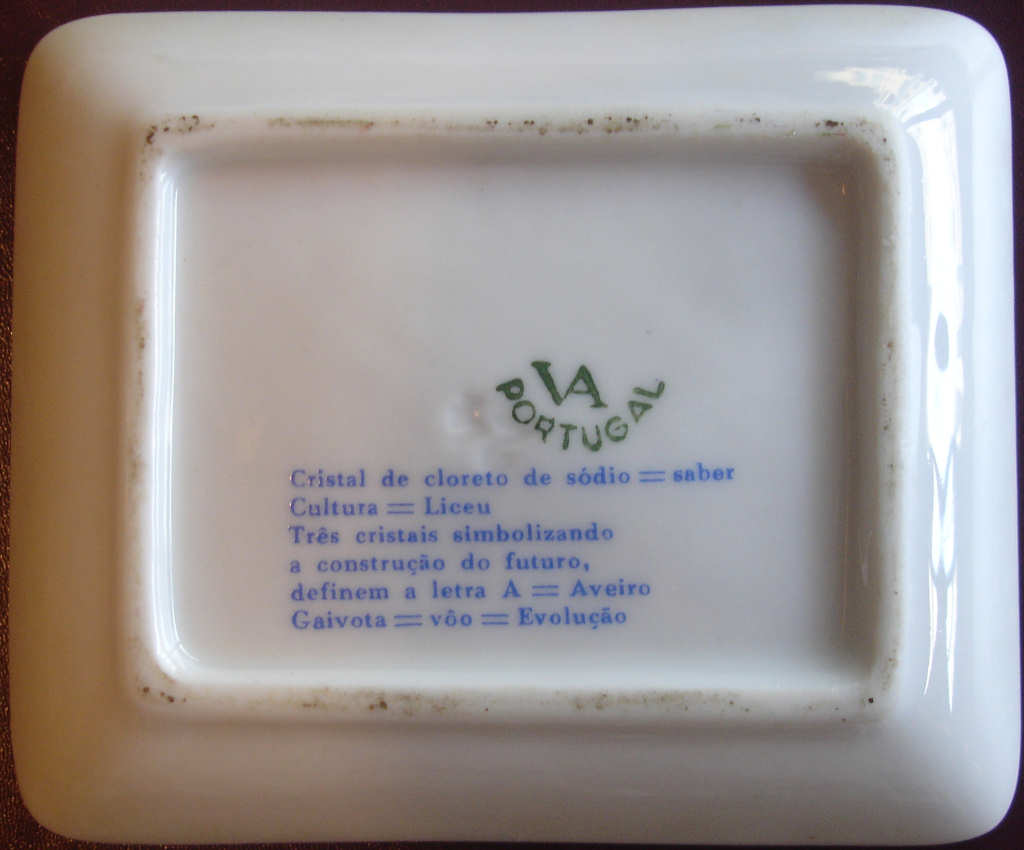 VA
PORTUGAL
Cristal de cloreto de sódio = saber
Cultura = Liceu
Três cristais simbolizando
a construção do futuro,
definem a letra A = Aveiro
Gaivota = vôo = Evolução